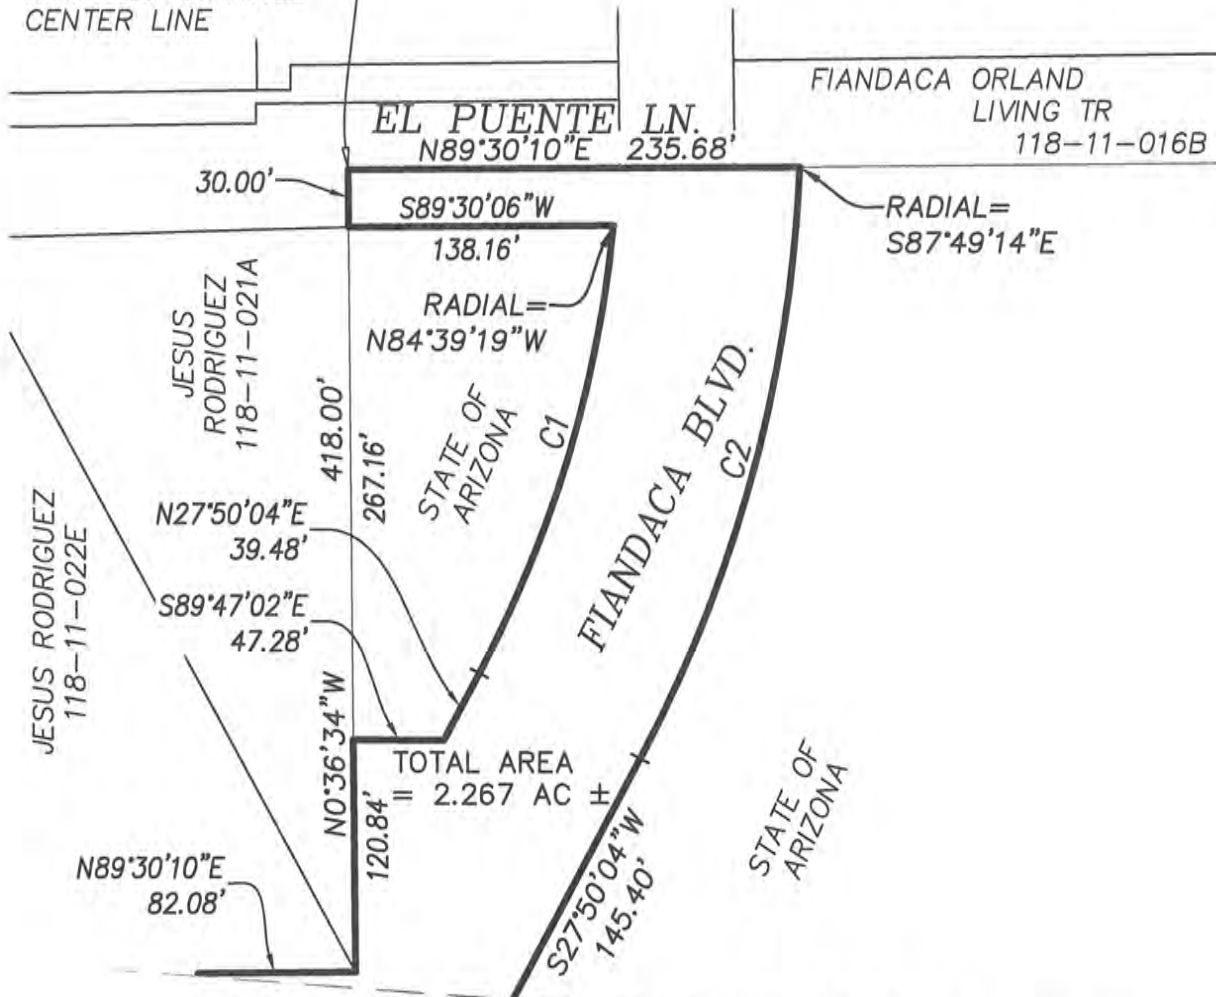 CENTER LINE
FIANDACA ORLAND
LIVING TR
118-11-016B
EL PUENTE LN.
N89°30'10"E 235.68'
30.00'
S89°30'06"W
138.16'
RADIAL=
S87°49'14"E
RADIAL=
N84°39'19"W
JESUS
RODRIGUEZ
118-11-021A
418.00'
267.16'
STATE OF
ARIZONA
C1
FIANDACA BLVD.
C2
N27°50'04"E
39.48'
S89°47'02"E
47.28'
JESUS RODRIGUEZ
118-11-022E
N0°36'34"W
120.84'
TOTAL AREA
= 2.267 AC ±
S27°50'04"W
145.40'
STATE OF
ARIZONA
N89°30'10"E
82.08'